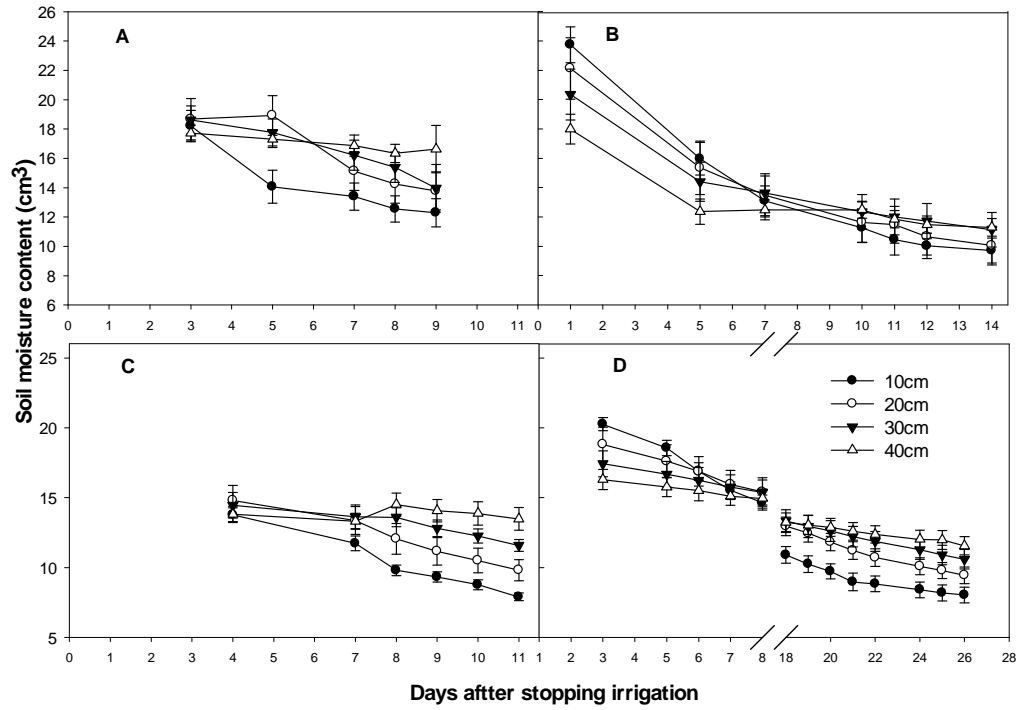 26
24
22
20
18
16
14
12
10
8
6
A
0 0 1 2 3 4 5 6 7 8 9 10 11
B
0 1 2 3 4 5 6 7 8 9 10 11 12 13 14
Soil moisture content (cm³)
25
20
15
10
5
C
0 0 1 2 3 4 5 6 7 8 9 10 11
D
10cm
20cm
30cm
40cm
1 2 3 4 5 6 7 8 18 20 22 24 26 28
Days after stopping irrigation